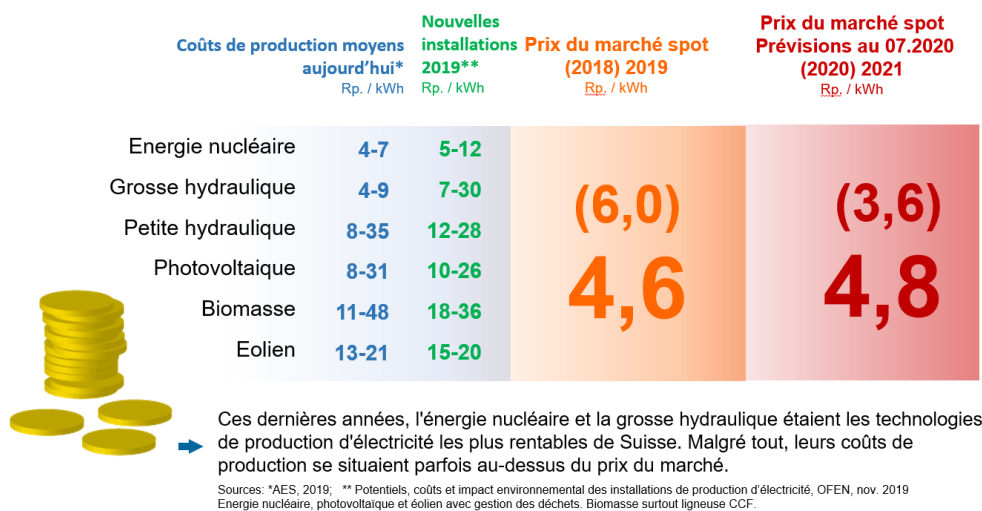 Coûts de production moyens
aujourd'hui*
Rp. / kWh
Nouvelles
installations
2019**
Rp. / kWh
Prix du marché spot
(2018) 2019
Rp. / kWh
Prix du marché spot
Prévisions au 07.2020
(2020) 2021
Rp. / kWh
Energie nucléaire 4-7 5-12
Grosse hydraulique 4-9 7-30
Petite hydraulique 8-35 12-28
Photovoltaique 8-31 10-26
Biomasse 11-48 18-36
Eolien 13-21 15-20
(6,0)
4,6
(3,6)
4,8
Ces dernières années, l'énergie nucléaire et la grosse hydraulique étaient les technologies
de production d'électricité les plus rentables de Suisse. Malgré tout, leurs coûts de
production se situaient parfois au-dessus du prix du marché.
Sources: *AES, 2019; ** Potentiels, coûts et impact environnemental des installations de production d'électricité, OFEN, nov. 2019
Energie nucléaire, photovoltaïque et éolien avec gestion des déchets. Biomasse surtout ligneuse CCF.